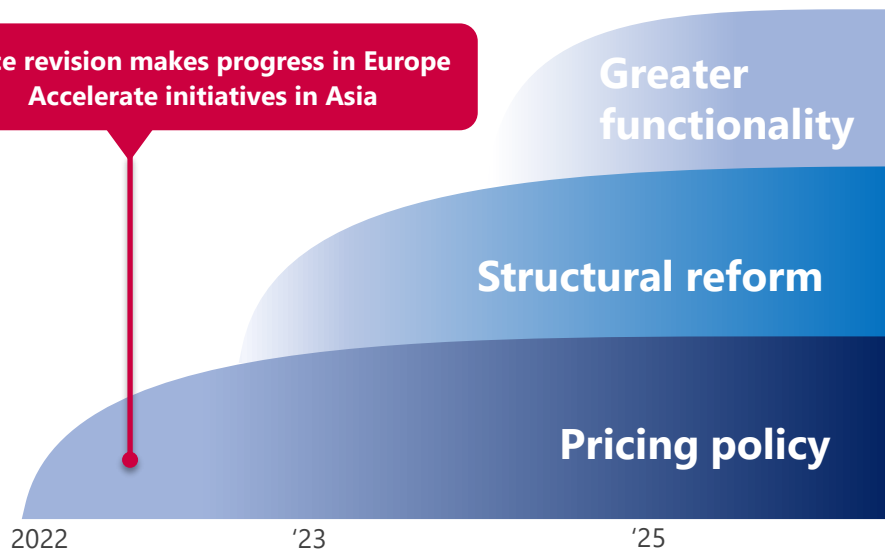 revision makes progress in Europe
Accelerate initiatives in Asia
Greater
functionality
Structural reform
Pricing policy
2022
‘23
‘25